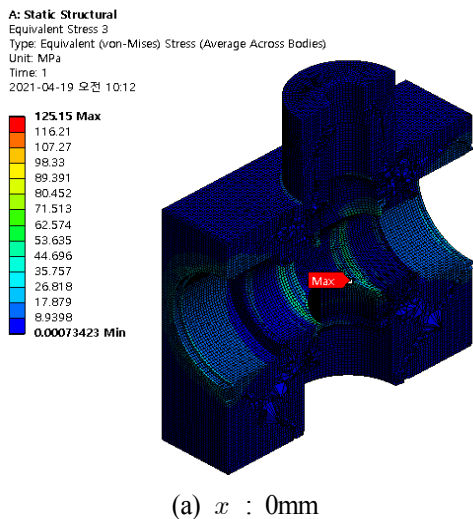 A: Static Structural
Equivalent Stress 3
Type: Equivalent (von-Mises) Stress (Average Across Bodies)
Unit: MPa
Time: 1
2021-04-19 오전 10:12
125.15 Max
116.21
107.27
98.33
89.391
80.452
71.513
62.574
53.635
44.696
35.757
26.818
17.879
8.9398
0.00073423 Min
Max
(a) x : 0mm